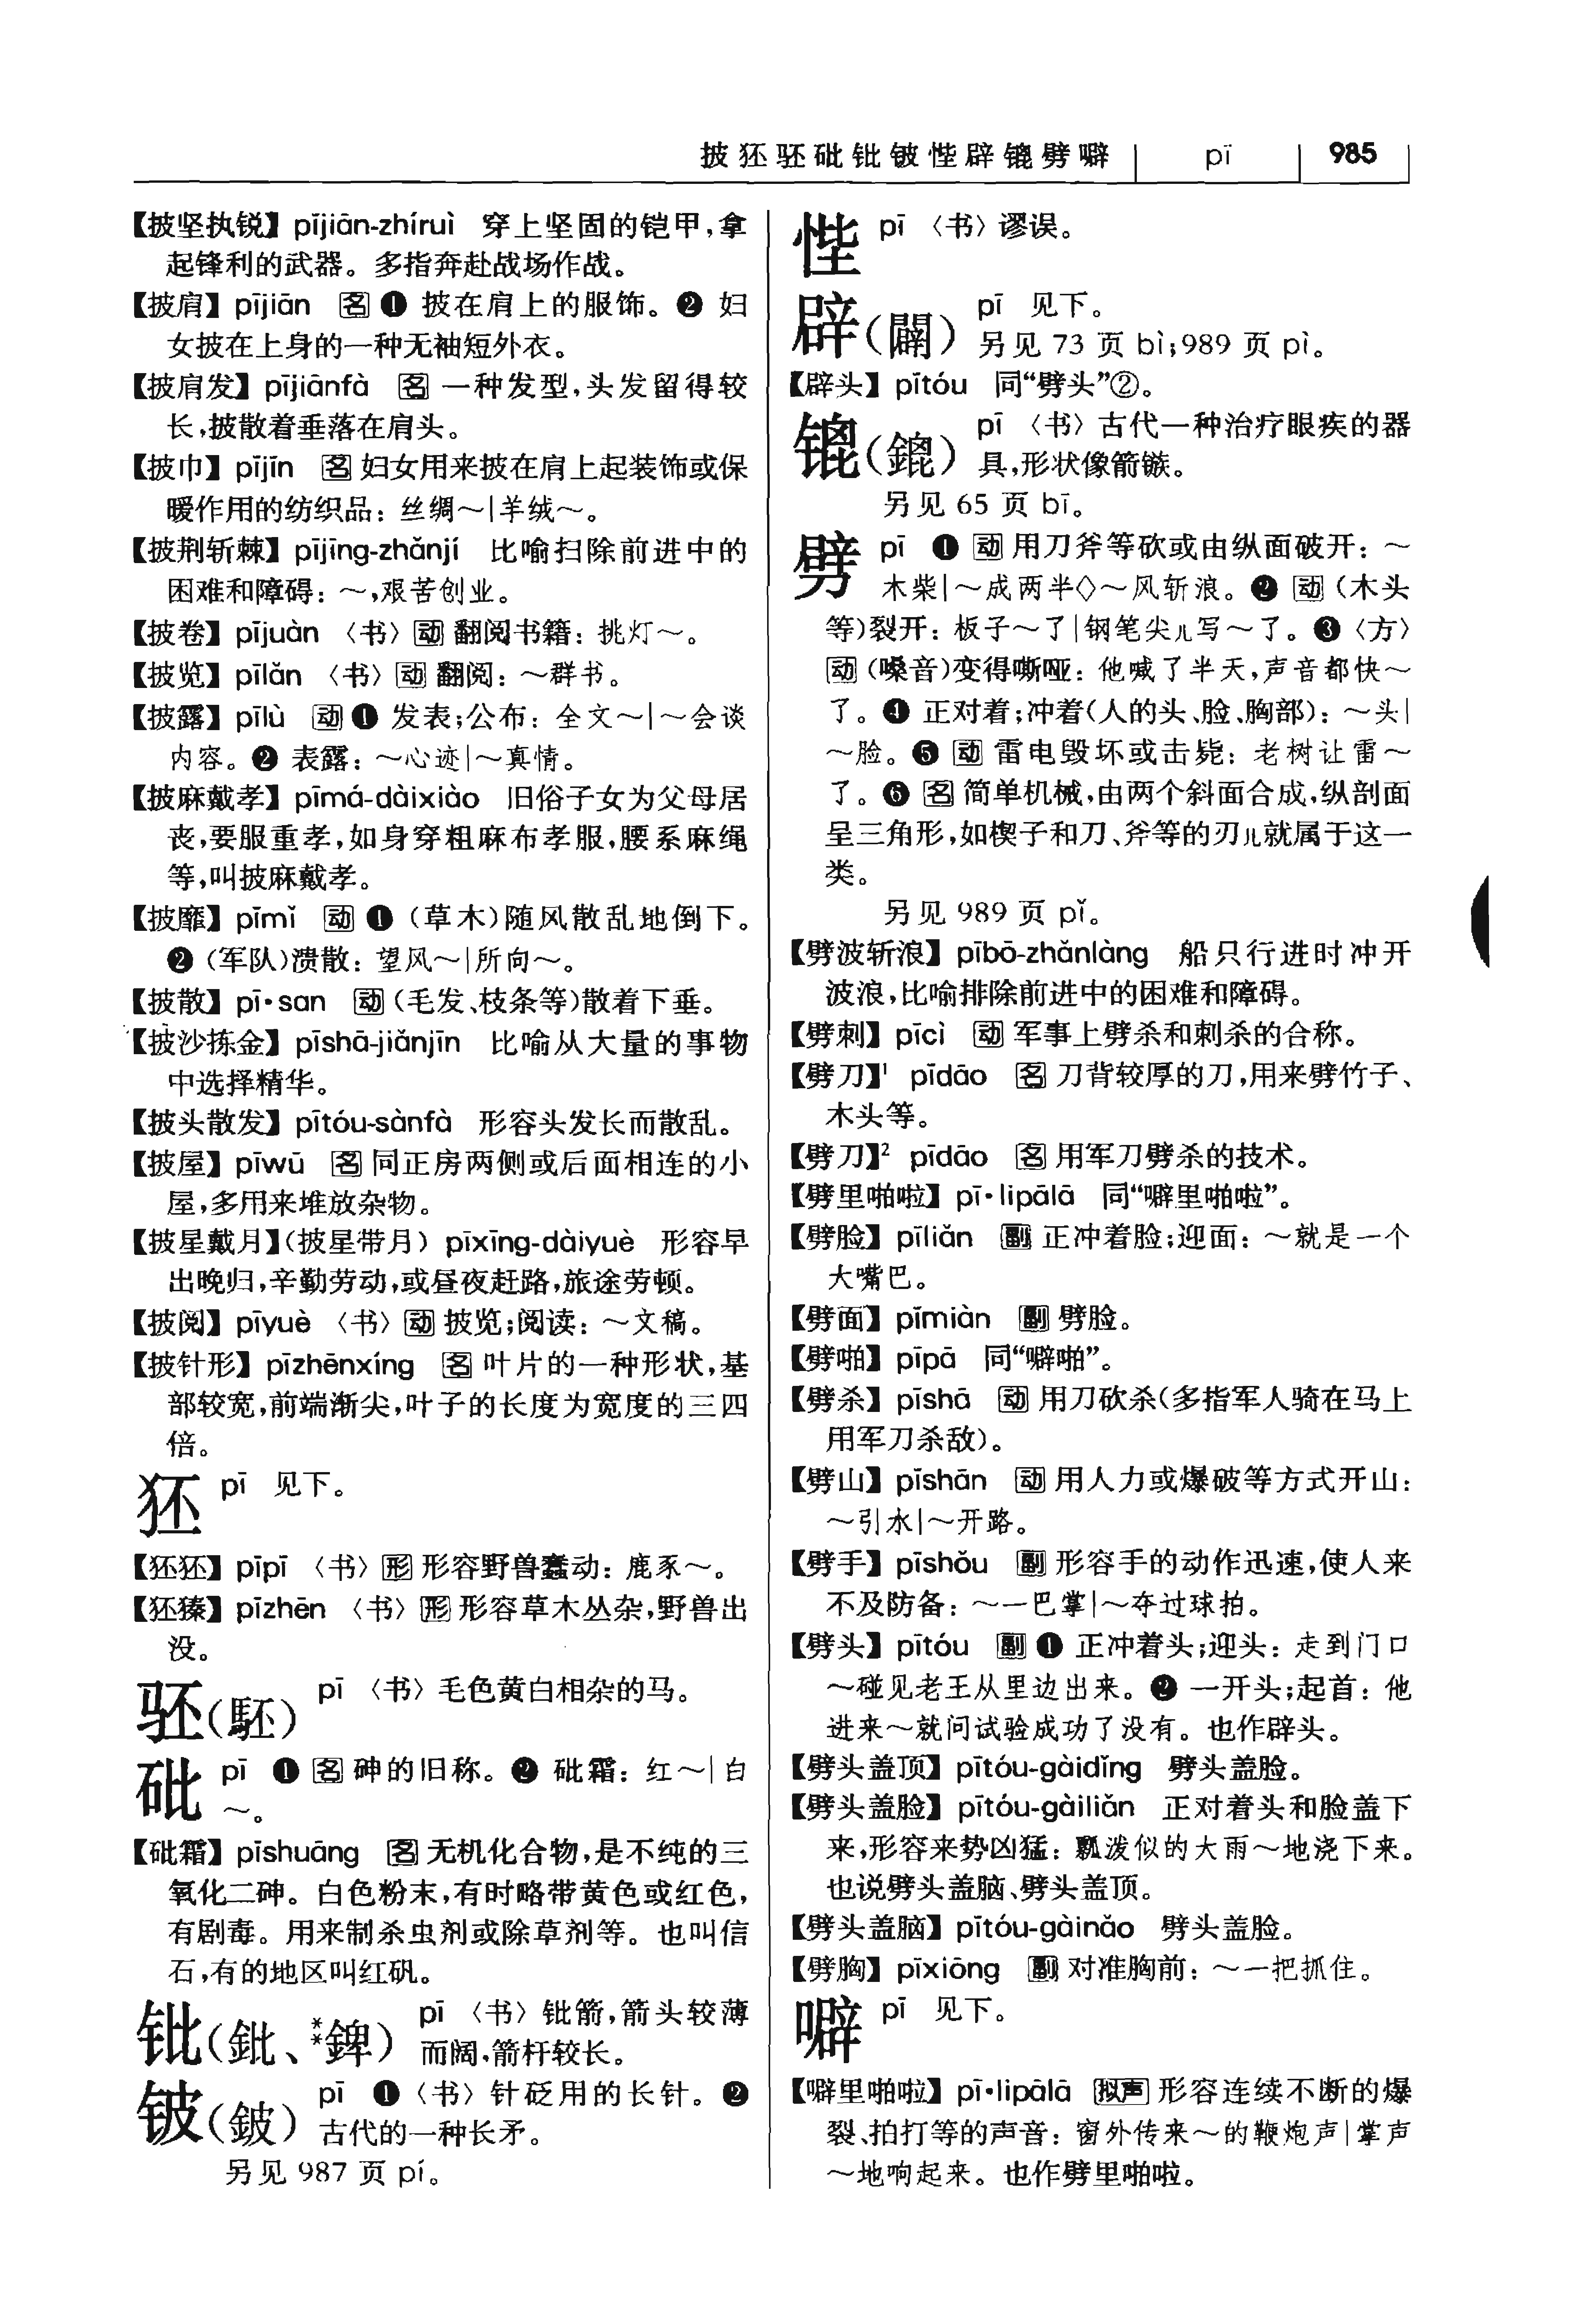 披狉狉砒鈚铍悂辟鎞劈噼 pī 985
【披坚执锐】pījiān-zhíruì 穿上坚固的铠甲,拿
起锋利的武器。多指奔赴战场作战。
【披肩】pījiān 名 ❶ 披在肩上的服饰。❷ 妇
女披在上身的一种无袖短外衣。
【披肩发】pījiānfà 名 一种发型,头发留得较
长,披散着垂落在肩头。
【披巾】pījīn 名 妇女用来披在肩上起装饰或保
暖作用的纺织品:丝绸～|羊绒～。
【披荆斩棘】pījīng-zhǎnjí 比喻扫除前进中的
困难和障碍:～,艰苦创业。
【披卷】pījuàn 〈书〉动 翻阅书籍:挑灯～。
【披览】pīlǎn 〈书〉动 翻阅:～群书。
【披露】pīlù 动 ❶ 发表;公布:全文～|～会谈
内容。❷ 表露:～心迹|～真情。
【披麻戴孝】pīmá-dàixiào 旧俗子女为父母居
丧,要服重孝,如身穿粗麻布孝服,腰系麻绳
等,叫披麻戴孝。
【披靡】pīmǐ 动 ❶ (草木)随风散乱地倒下。
❷ (军队)溃散:望风～|所向～。
【披散】pī·san 动 (毛发、枝条等)散着下垂。
【披沙拣金】pīshā-jiǎnjīn 比喻从大量的事物
中选择精华。
【披头散发】pītóu-sànfà 形容头发长而散乱。
【披屋】pīwū 名 同正房两侧或后面相连的小
屋,多用来堆放杂物。
【披星戴月】(披星带月) pīxīng-dàiyuè 形容早
出晚归,辛勤劳动,或昼夜赶路,旅途劳顿。
【披阅】pīyuè 〈书〉动 披览;阅读:～文稿。
【披针形】pīzhēnxíng 名 叶片的一种形状,基
部较宽,前端渐尖,叶子的长度为宽度的三四
倍。
狉 pī 见下。
【狉狉】pīpī 〈书〉形 形容野兽蠢动:鹿豕～。
【狉獉】pīzhēn 〈书〉形 形容草木丛杂,野兽出
没。
𬳵(駓) pī 〈书〉毛色黄白相杂的马。
砒 pī ❶ 名 砷的旧称。❷ 砒霜:红～|白
～。
【砒霜】pīshuāng 名 无机化合物,是不纯的三
氧化二砷。白色粉末,有时略带黄色或红色,
有剧毒。用来制杀虫剂或除草剂等。也叫信
石,有的地区叫红矾。
𬬫(鈚、**錍) pī 〈书〉𬬫箭,箭头较薄
而阔,箭杆较长。
铍(鈹) pī ❶ 〈书〉针砭用的长针。❷
古代的一种长矛。
另见 987 页 pí。
悂 pī 〈书〉谬误。
辟(闢) pī 见下。
另见 73 页 bì;989 页 pì。
【辟头】pītóu 同“劈头”②。
𨱈(鎞) pī 〈书〉古代一种治疗眼疾的器
具,形状像箭镞。
另见 65 页 bī。
劈 pī ❶ 动 用刀斧等砍或由纵面破开:～
木柴|～成两半◇～风斩浪。❷ 动 (木头
等)裂开:板子～了|钢笔尖儿写～了。❸ 〈方〉
动 (嗓音)变得嘶哑:他喊了半天,声音都快～
了。❹ 正对着;冲着(人的头、脸、胸部):～头|
～脸。❺ 动 雷电毁坏或击毙:老树让雷～
了。❻ 名 简单机械,由两个斜面合成,纵剖面
呈三角形,如楔子和刀、斧等的刃儿就属于这一
类。
另见 989 页 pǐ。
【劈波斩浪】pībō-zhǎnlàng 船只行进时冲开
波浪,比喻排除前进中的困难和障碍。
【劈刺】pīcì 动 军事上劈杀和刺杀的合称。
【劈刀】¹ pīdāo 名 刀背较厚的刀,用来劈竹子、
木头等。
【劈刀】² pīdāo 名 用军刀劈杀的技术。
【劈里啪啦】pī·lipālā 同“噼里啪啦”。
【劈脸】pīliǎn 副 正冲着脸;迎面:～就是一个
大嘴巴。
【劈面】pīmiàn 副 劈脸。
【劈啪】pīpā 同“噼啪”。
【劈杀】pīshā 动 用刀砍杀(多指军人骑在马上
用军刀杀敌)。
【劈山】pīshān 动 用人力或爆破等方式开山:
～引水|～开路。
【劈手】pīshǒu 副 形容手的动作迅速,使人来
不及防备:～一巴掌|～夺过球拍。
【劈头】pītóu 副 ❶ 正冲着头;迎头:走到门口
～碰见老王从里边出来。❷ 一开头;起首:他
进来～就问试验成功了没有。也作辟头。
【劈头盖顶】pītóu-gàidǐng 劈头盖脸。
【劈头盖脸】pītóu-gàiliǎn 正对着头和脸盖下
来,形容来势凶猛:瓢泼似的大雨～地浇下来。
也说劈头盖脑、劈头盖顶。
【劈头盖脑】pītóu-gàinǎo 劈头盖脸。
【劈胸】pīxiōng 副 对准胸前:～一把抓住。
噼 pī 见下。
【噼里啪啦】pī·lipālā 拟声 形容连续不断的爆
裂、拍打等的声音:窗外传来～的鞭炮声|掌声
～地响起来。也作劈里啪啦。